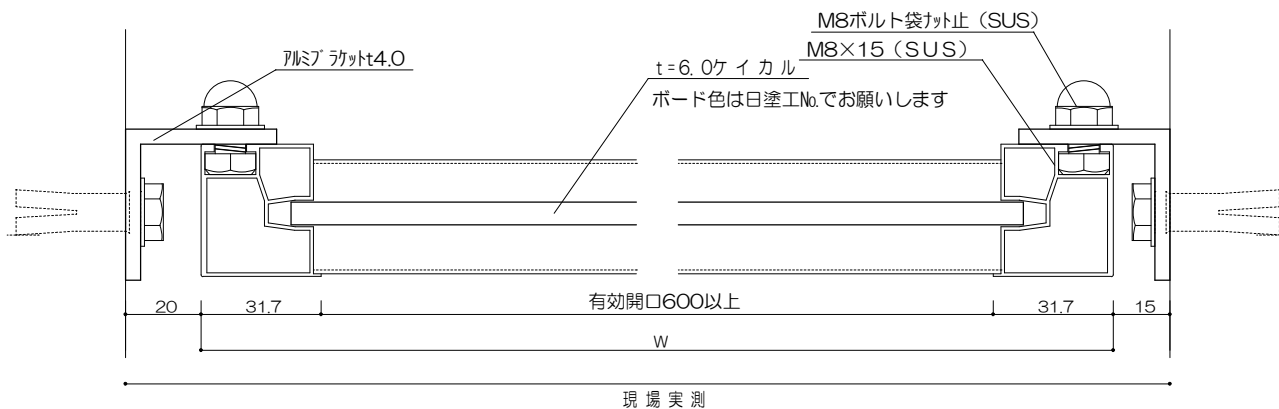 M8ボルト袋ﾅｯﾄ止（SUS）
ｱﾙﾐﾌﾞﾗｹｯﾄt4.0
M8×15（SUS）
t=6.0ケイカル
ボード色は日塗工№でお願いします
20
31.7
有効開口600以上
31.7
15
W
現場実測